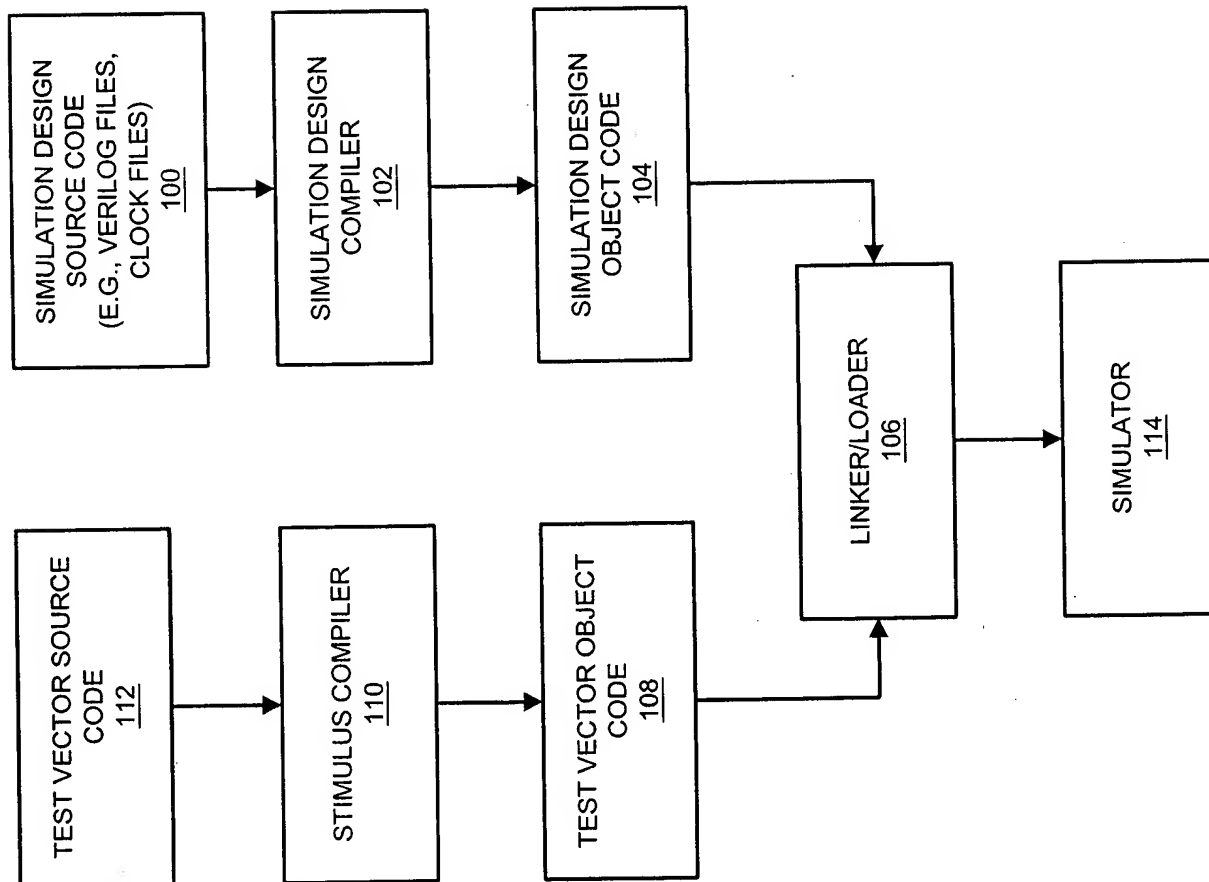 SIMULATION DESIGN
SOURCE CODE
(E.G., VERILOG FILES,
CLOCK FILES)
100
SIMULATION DESIGN
COMPILER
102
SIMULATION DESIGN
OBJECT CODE
104
TEST VECTOR SOURCE
CODE
112
STIMULUS COMPILER
110
TEST VECTOR OBJECT
CODE
108
LINKER/LOADER
106
SIMULATOR
114